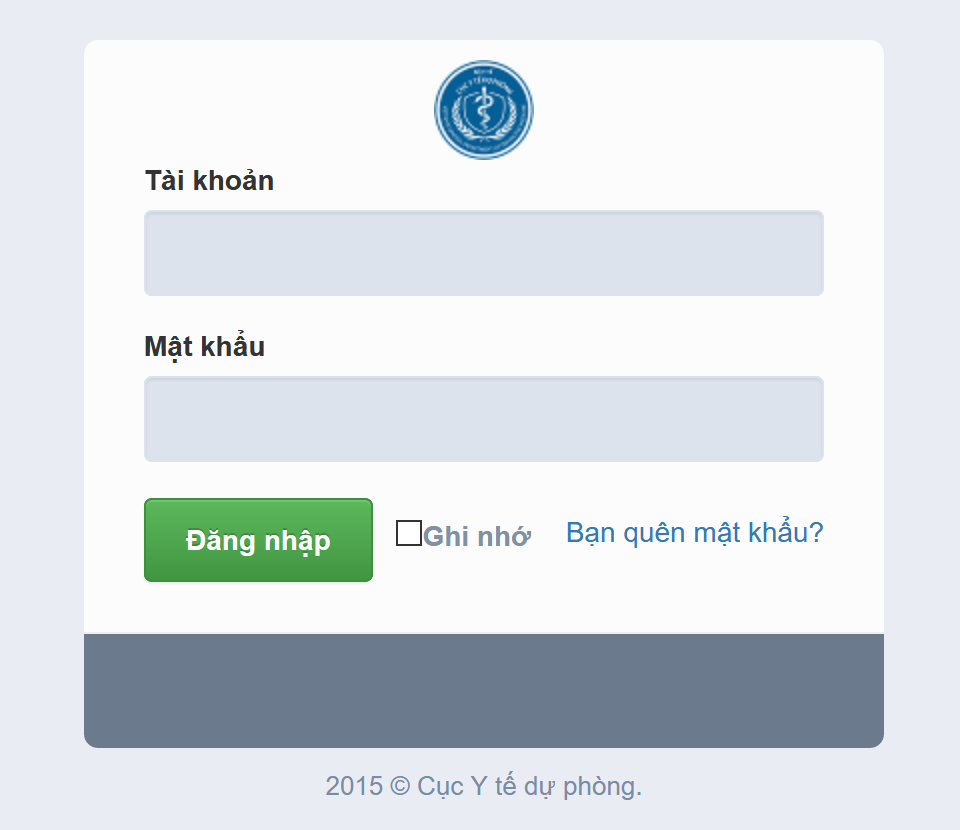 Tài khoản
Mật khẩu
Đăng nhập
Ghi nhớ
Bạn quên mật khẩu?
2015 © Cục Y tế dự phòng.